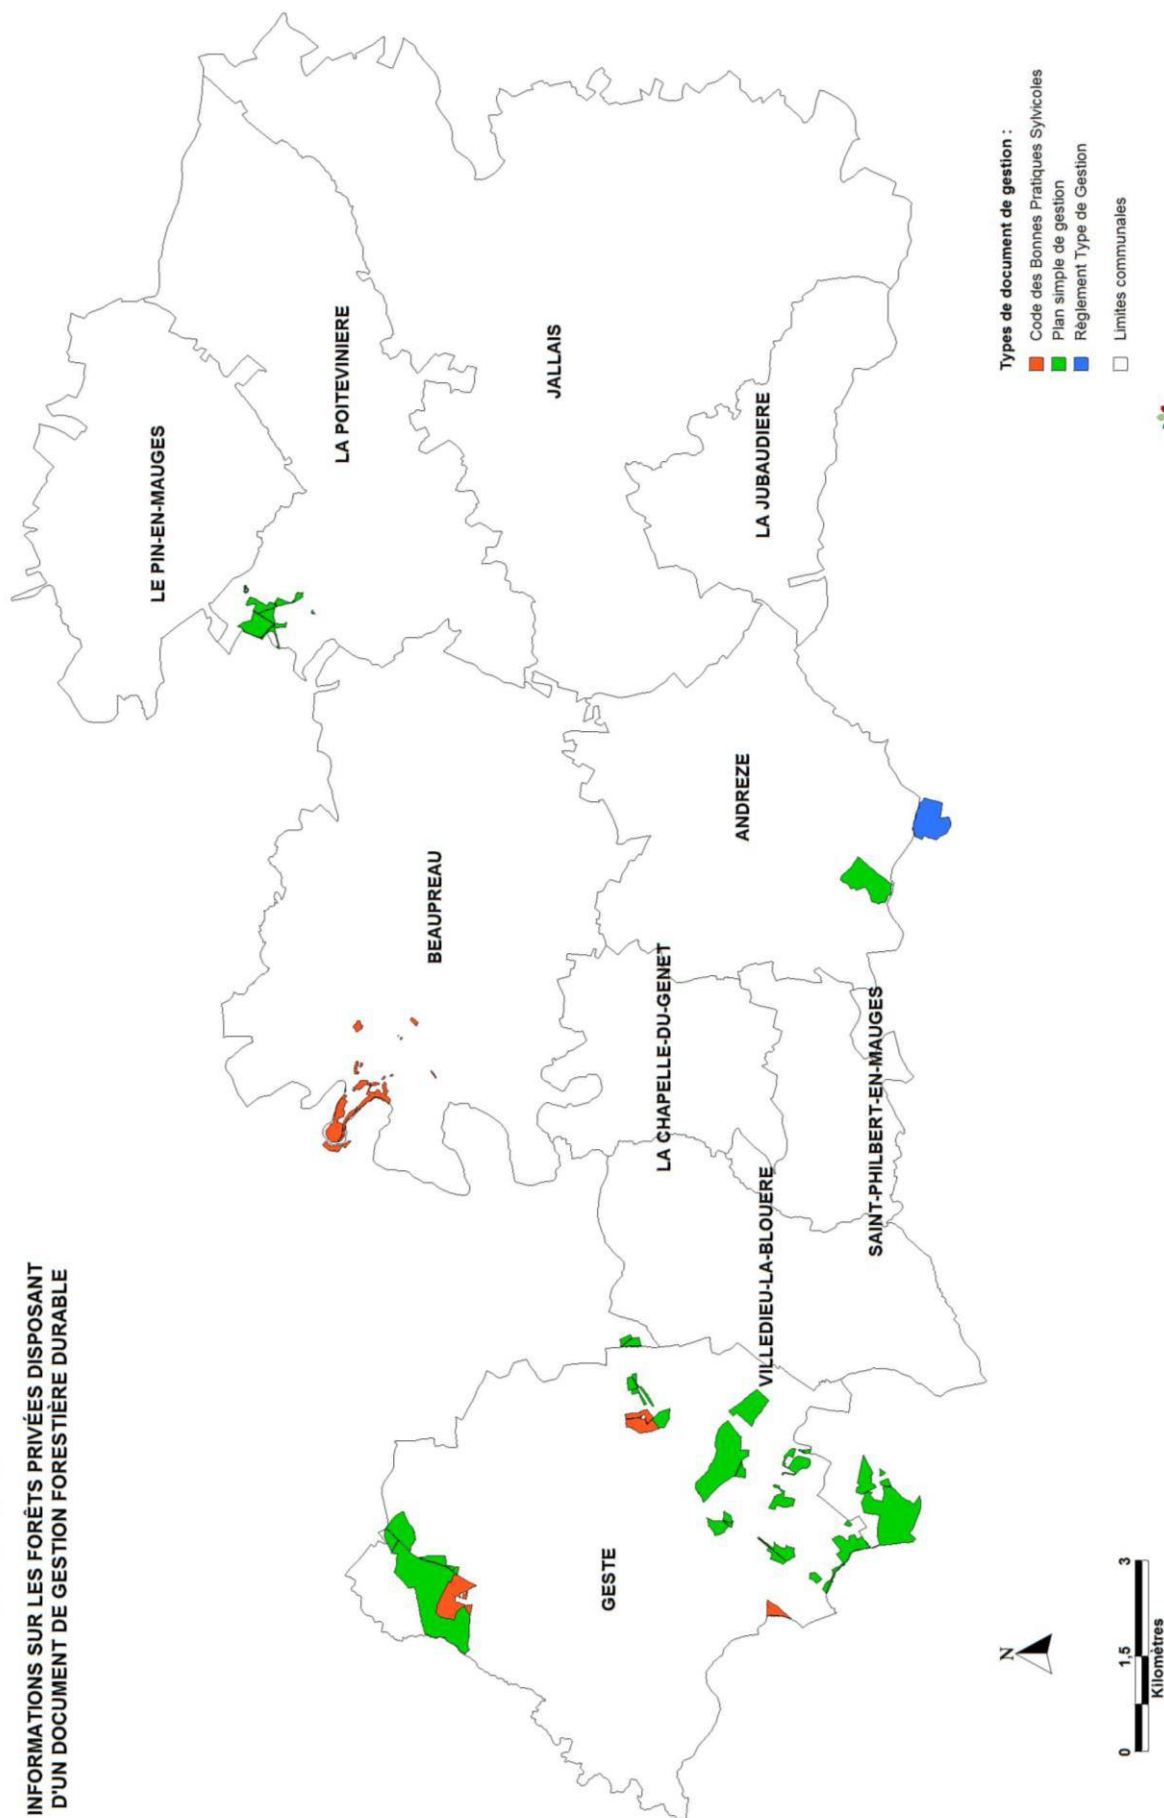 INFORMATIONS SUR LES FORÊTS PRIVÉES DISPOSANT
D'UN DOCUMENT DE GESTION FORESTIÈRE DURABLE
LE PIN-EN-MAUGES
LA POITEVINIERE
JALLAIS
BEAUPREAU
LA JUBAUDIERE
ANDREZE
LA CHAPELLE-DU-GENET
VILLEDIEU-LA-BLOUERE
SAINT-PHILBERT-EN-MAUGES
GESTE
N
0 1,5 3
Kilomètres
Types de document de gestion :
Code des Bonnes Pratiques Sylvicoles
Plan simple de gestion
Règlement Type de Gestion
Limites communales